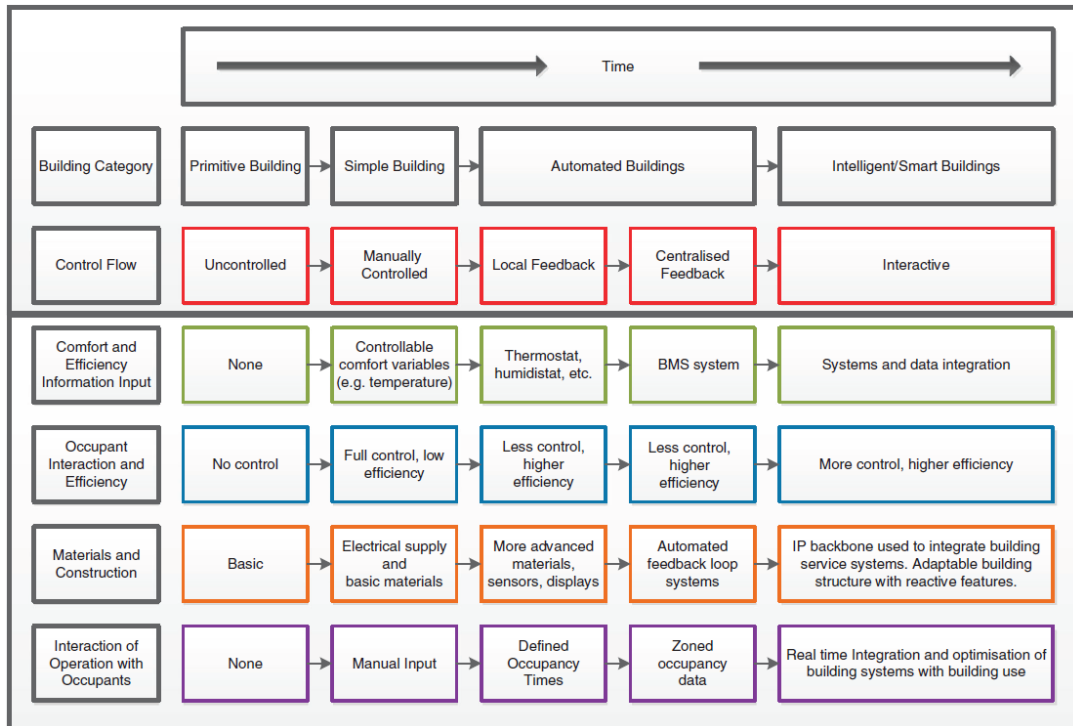 Time
Building Category
Primitive Building
Simple Building
Automated Buildings
Intelligent/Smart Buildings
Control Flow
Uncontrolled
Manually
Controlled
Local Feedback
Centralised
Feedback
Interactive
Comfort and
Efficiency
Information Input
None
Controllable
comfort variables
(e.g. temperature)
Thermostat,
humidistat, etc.
BMS system
Systems and data integration
Occupant
Interaction and
Efficiency
No control
Full control, low
efficiency
Less control,
higher
efficiency
Less control,
higher
efficiency
More control, higher efficiency
Materials and
Construction
Basic
Electrical supply
and
basic materials
More advanced
materials,
sensors, displays
Automated
feedback loop
systems
IP backbone used to integrate building
service systems. Adaptable building
structure with reactive features.
Interaction of
Operation with
Occupants
None
Manual Input
Defined
Occupancy
Times
Zoned
occupancy
data
Real time Integration and optimisation of
building systems with building use